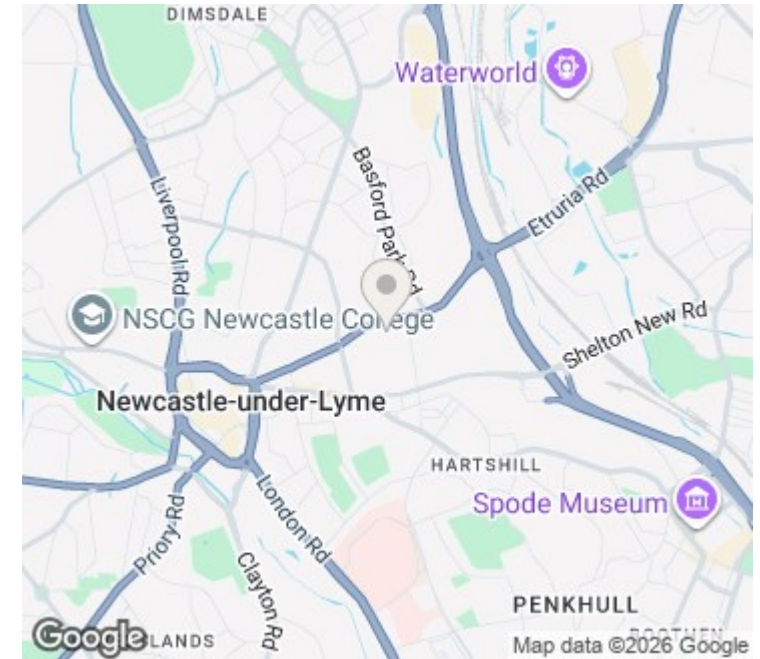 DIMSDALE
Waterworld
Basford Park Rd
Liverpool Rd
Etruria Rd
NSCG Newcastle College
Shelton New Rd
Newcastle-under-Lyme
HARTSHILL
Spode Museum
London Rd
Priory Rd
Clayton Rd
PENKHULL
BOOTHEN
Google
LANDS
Map data ©2026 Google